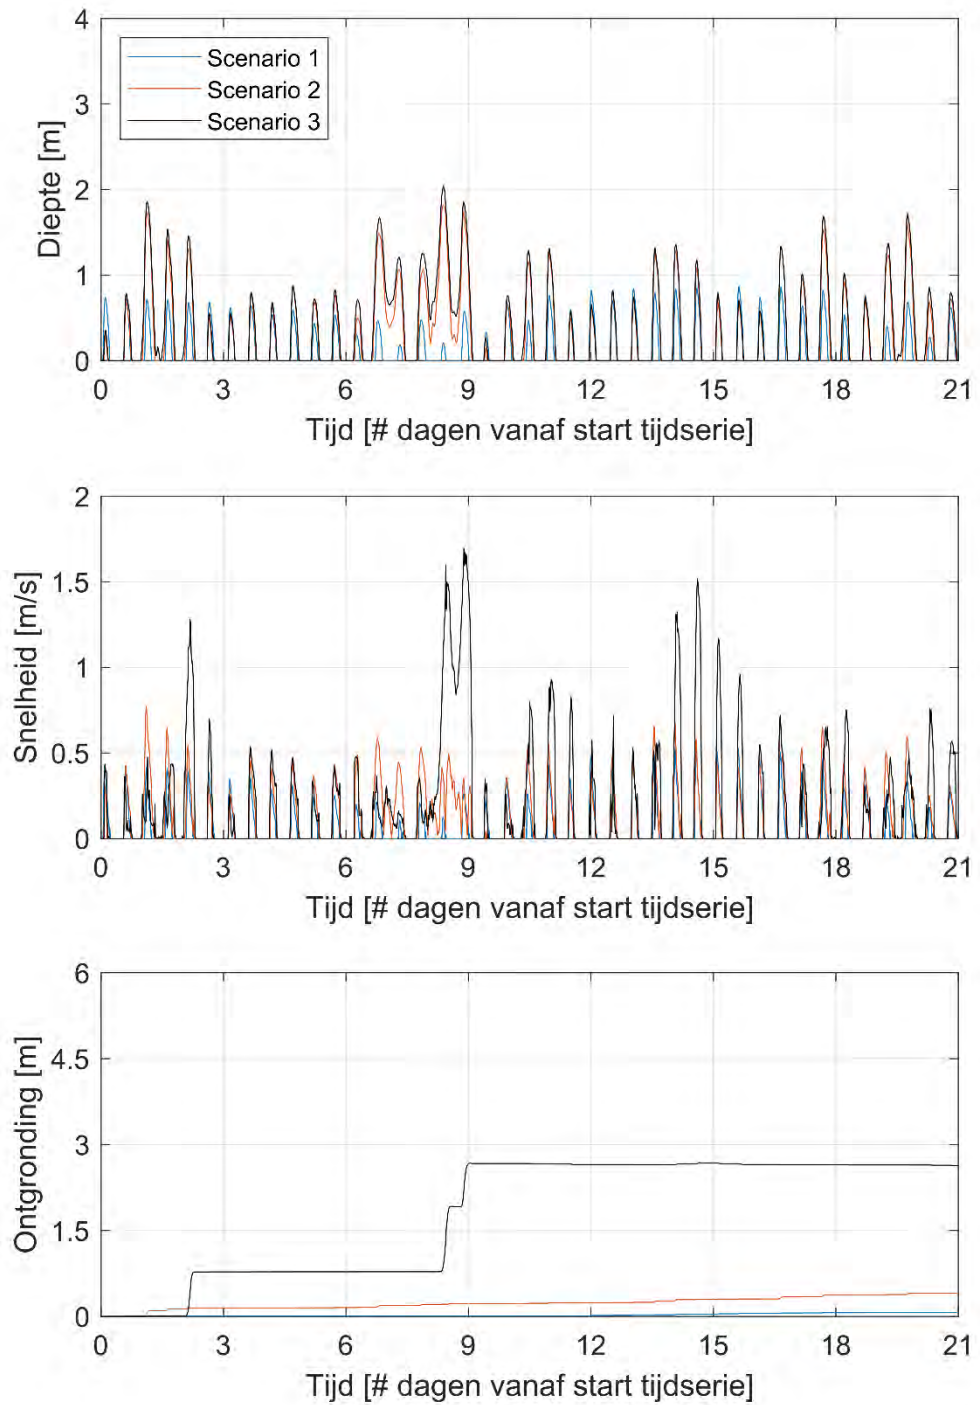 4
3
2
1
0
Diepte [m]
Scenario 1
Scenario 2
Scenario 3
0 3 6 9 12 15 18 21
Tijd [# dagen vanaf start tijdserie]
2
1.5
1
0.5
0
Snelheid [m/s]
0 3 6 9 12 15 18 21
Tijd [# dagen vanaf start tijdserie]
6
4.5
3
1.5
0
Ontgronding [m]
0 3 6 9 12 15 18 21
Tijd [# dagen vanaf start tijdserie]